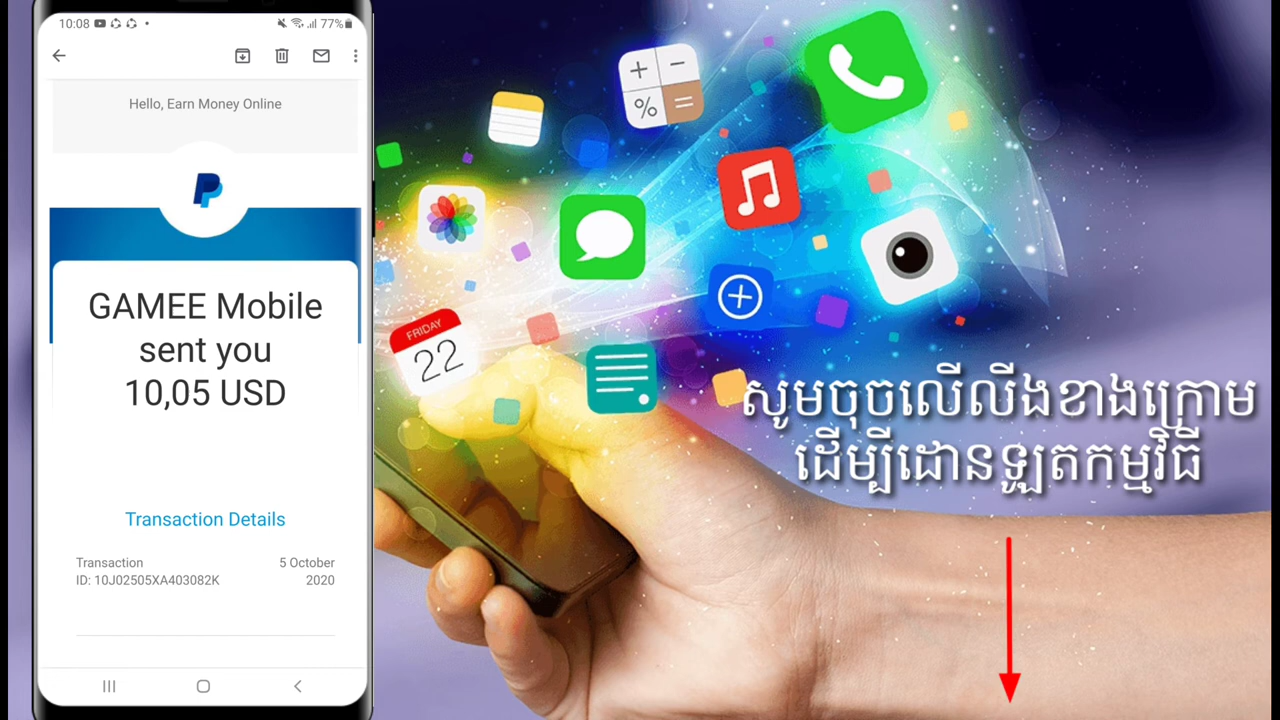 10:08
77%
Hello, Earn Money Online
GAMEE Mobile
sent you
10,05 USD
Transaction Details
Transaction
ID: 10J02505XA403082K
5 October
2020
FRIDAY
22
សូមចុចលើលីងខាងក្រោម
ដើម្បីដោនឡូតកម្មវិធី